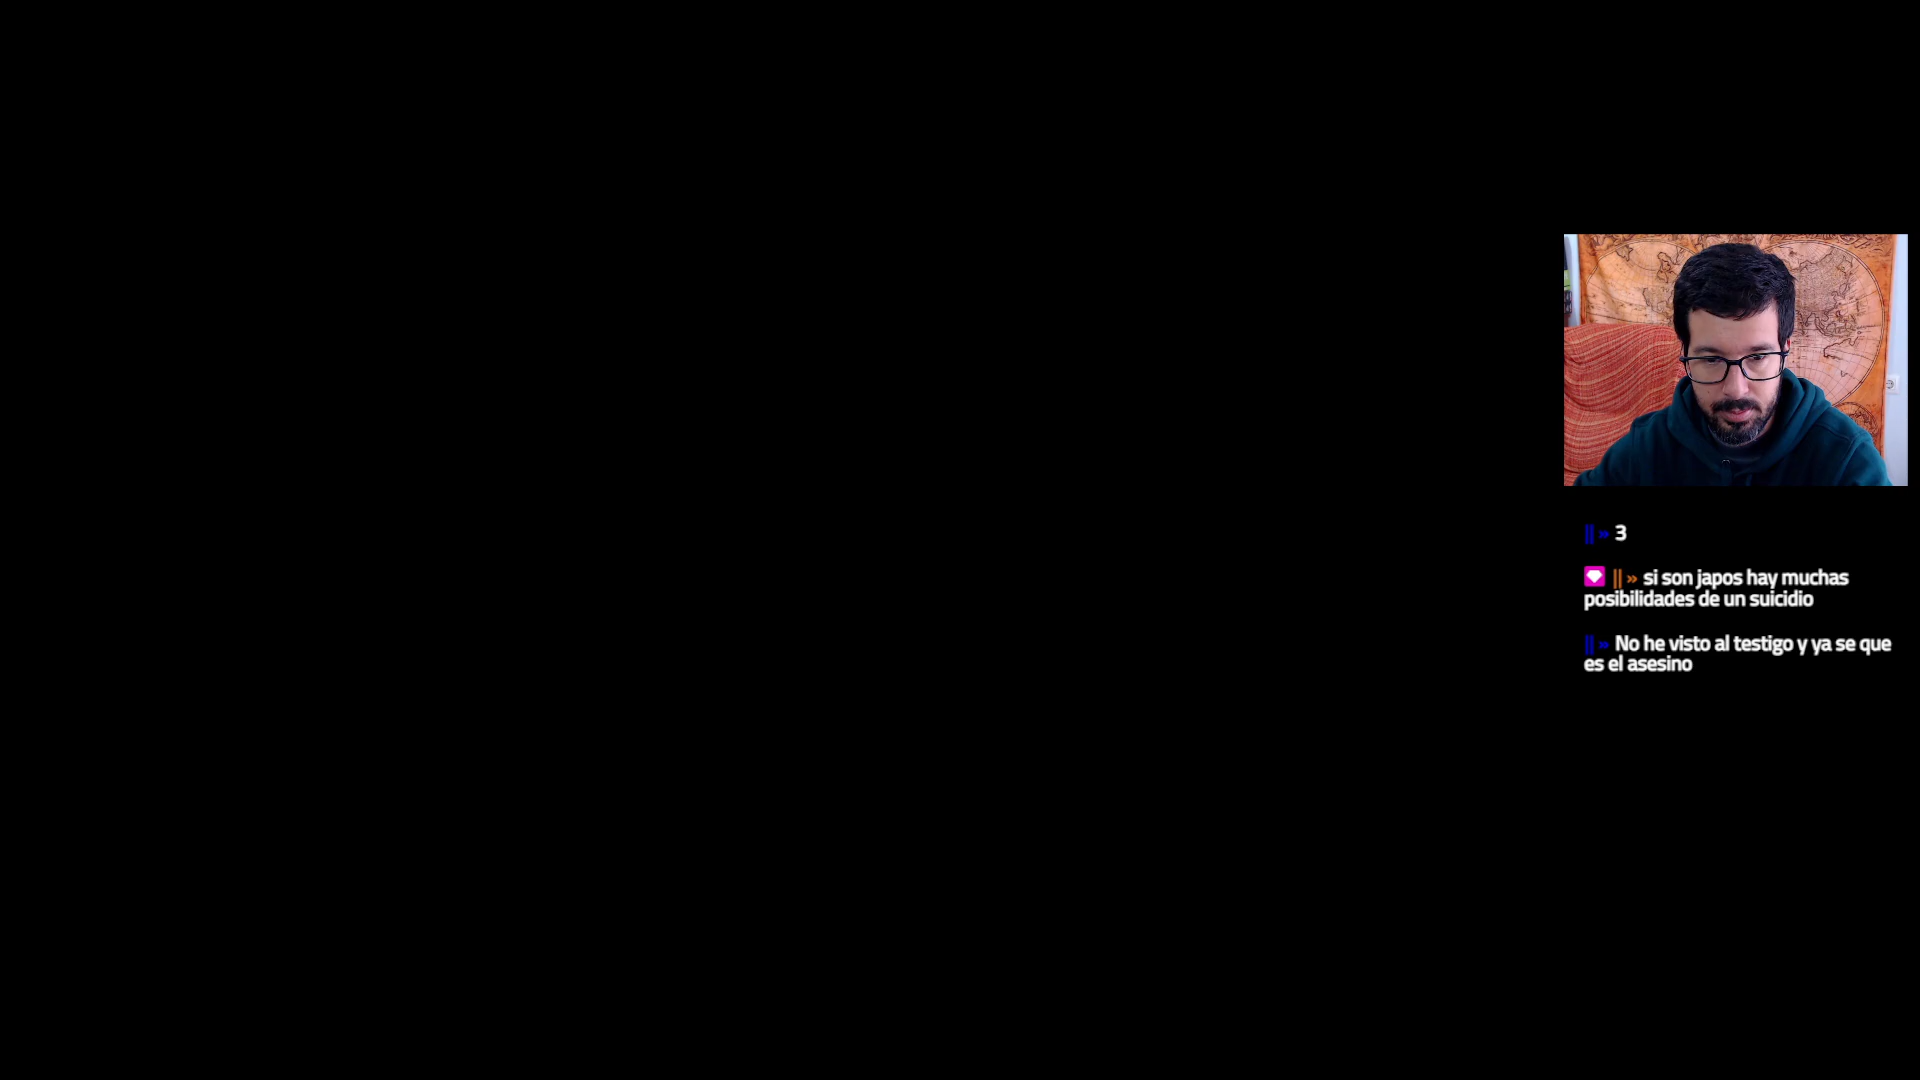 || » 3
|| » si son japos hay muchas
posibilidades de un suicidio
|| » No he visto al testigo y ya se que
es el asesino